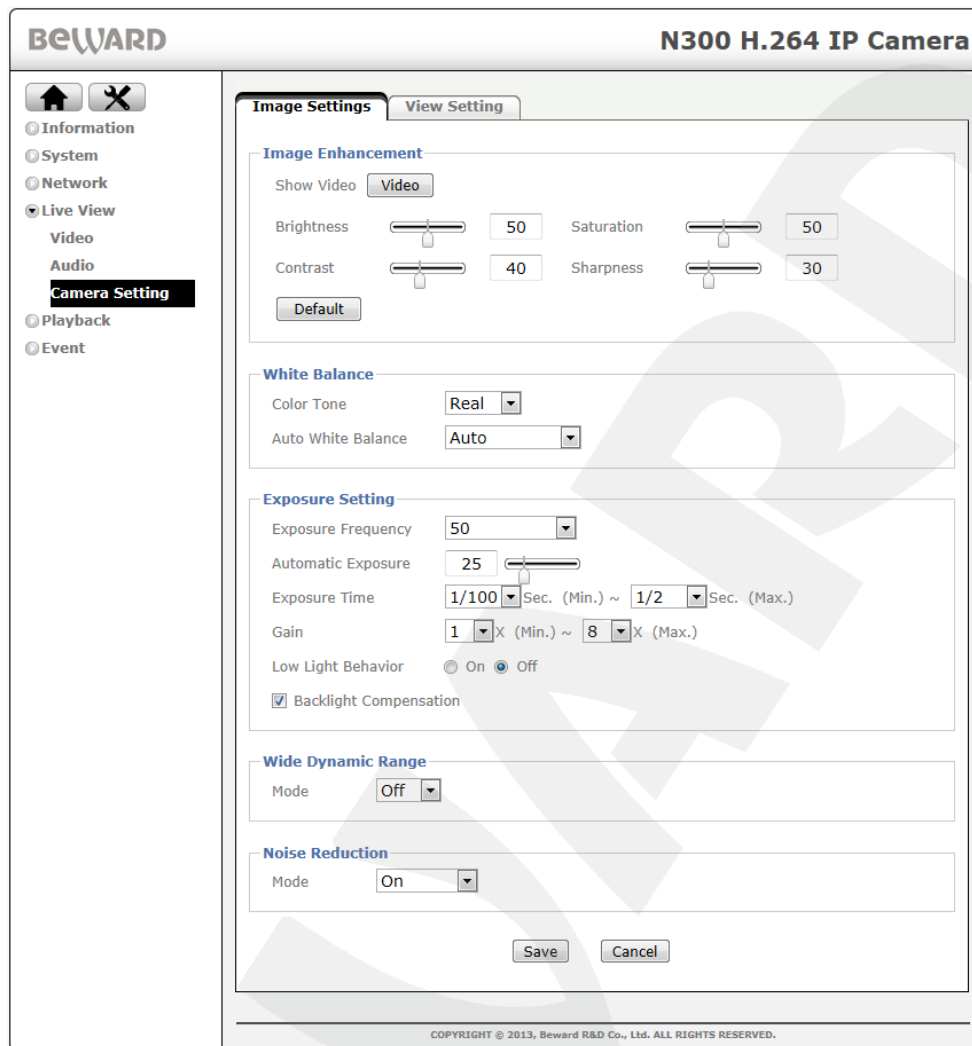 BEWARD
N300 H.264 IP Camera
Information
System
Network
Live View
Video
Audio
Camera Setting
Playback
Event
Image Settings
View Setting
Image Enhancement
Show Video Video
Brightness 50 Saturation 50
Contrast 40 Sharpness 30
Default
White Balance
Color Tone Real
Auto White Balance Auto
Exposure Setting
Exposure Frequency 50
Automatic Exposure 25
Exposure Time 1/100 Sec. (Min.) ~ 1/2 Sec. (Max.)
Gain 1 X (Min.) ~ 8 X (Max.)
Low Light Behavior On Off
Backlight Compensation
Wide Dynamic Range
Mode Off
Noise Reduction
Mode On
Save Cancel
COPYRIGHT © 2013, Beward R&D Co., Ltd. ALL RIGHTS RESERVED.
VARD